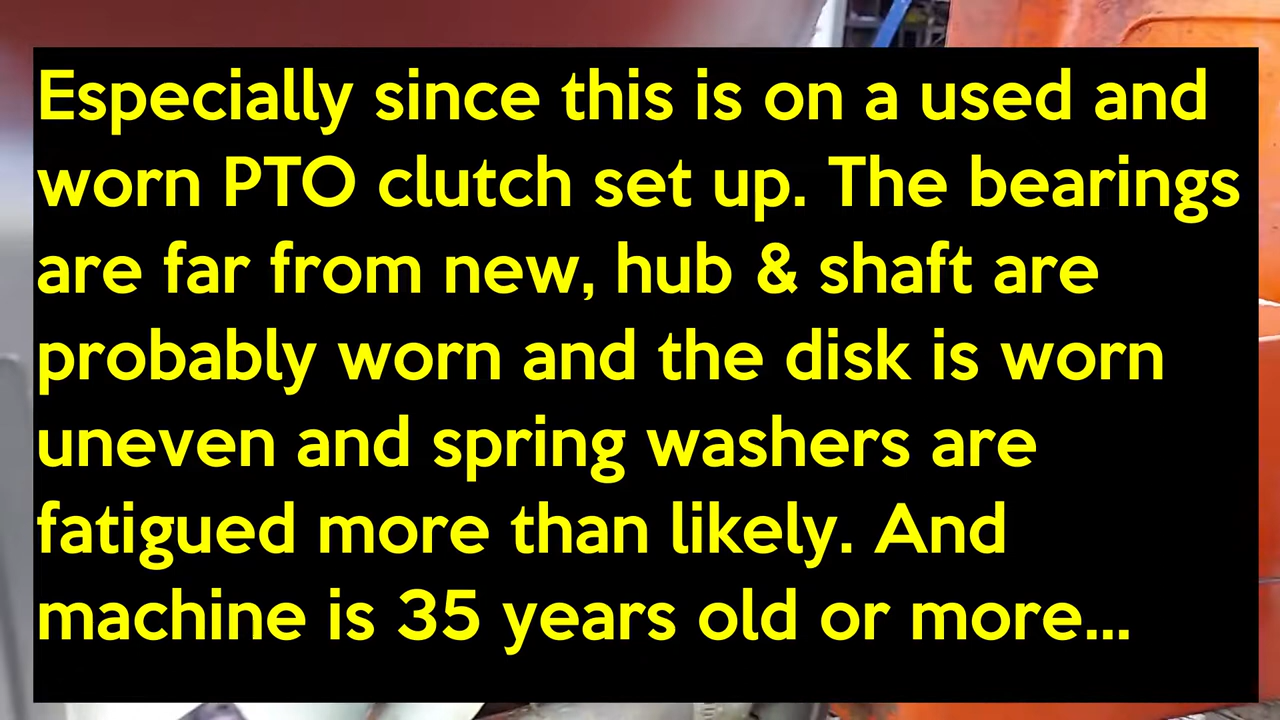 Especially since this is on a used and
worn PTO clutch set up. The bearings
are far from new, hub & shaft are
probably worn and the disk is worn
uneven and spring washers are
fatigued more than likely. And
machine is 35 years old or more...